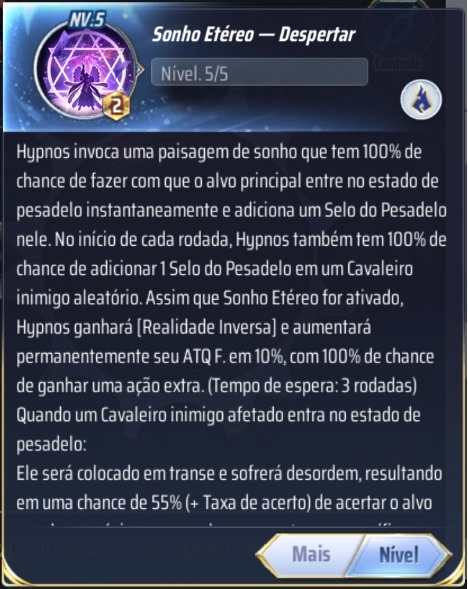 NV.5
Sonho Etéreo — Despertar
Nível. 5/5
2
Controle
Hypnos invoca uma paisagem de sonho que tem 100% de
chance de fazer com que o alvo principal entre no estado de
pesadelo instantaneamente e adiciona um Selo do Pesadelo
nele. No início de cada rodada, Hypnos também tem 100% de
chance de adicionar 1 Selo do Pesadelo em um Cavaleiro
inimigo aleatório. Assim que Sonho Etéreo for ativado,
Hypnos ganhará [Realidade Inversa] e aumentará
permanentemente seu ATQ F. em 10%, com 100% de chance
de ganhar uma ação extra. (Tempo de espera: 3 rodadas)
Quando um Cavaleiro inimigo afetado entra no estado de
pesadelo:
Ele será colocado em transe e sofrerá desordem, resultando
em uma chance de 55% (+ Taxa de acerto) de acertar o alvo
Mais
Nível